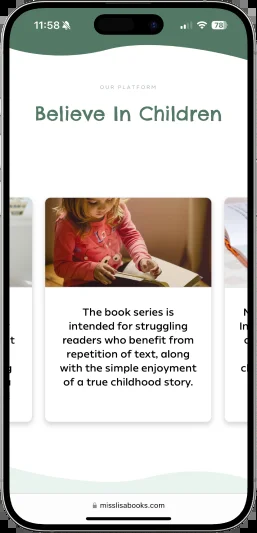 11:58
78
OUR PLATFORM
Believe In Children
The book series is
intended for struggling
readers who benefit from
repetition of text, along
with the simple enjoyment
of a true childhood story.
misslisabooks.com